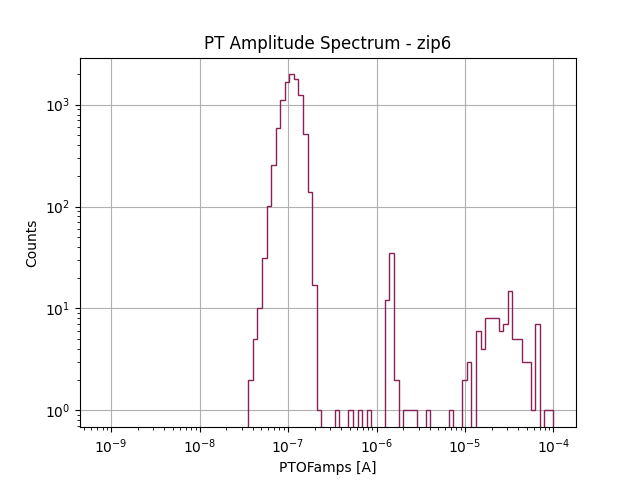 PT Amplitude Spectrum - zip6
Counts
10³
10²
10¹
10⁰
10⁻⁹ 10⁻⁸ 10⁻⁷ 10⁻⁶ 10⁻⁵ 10⁻⁴
PTOFamps [A]